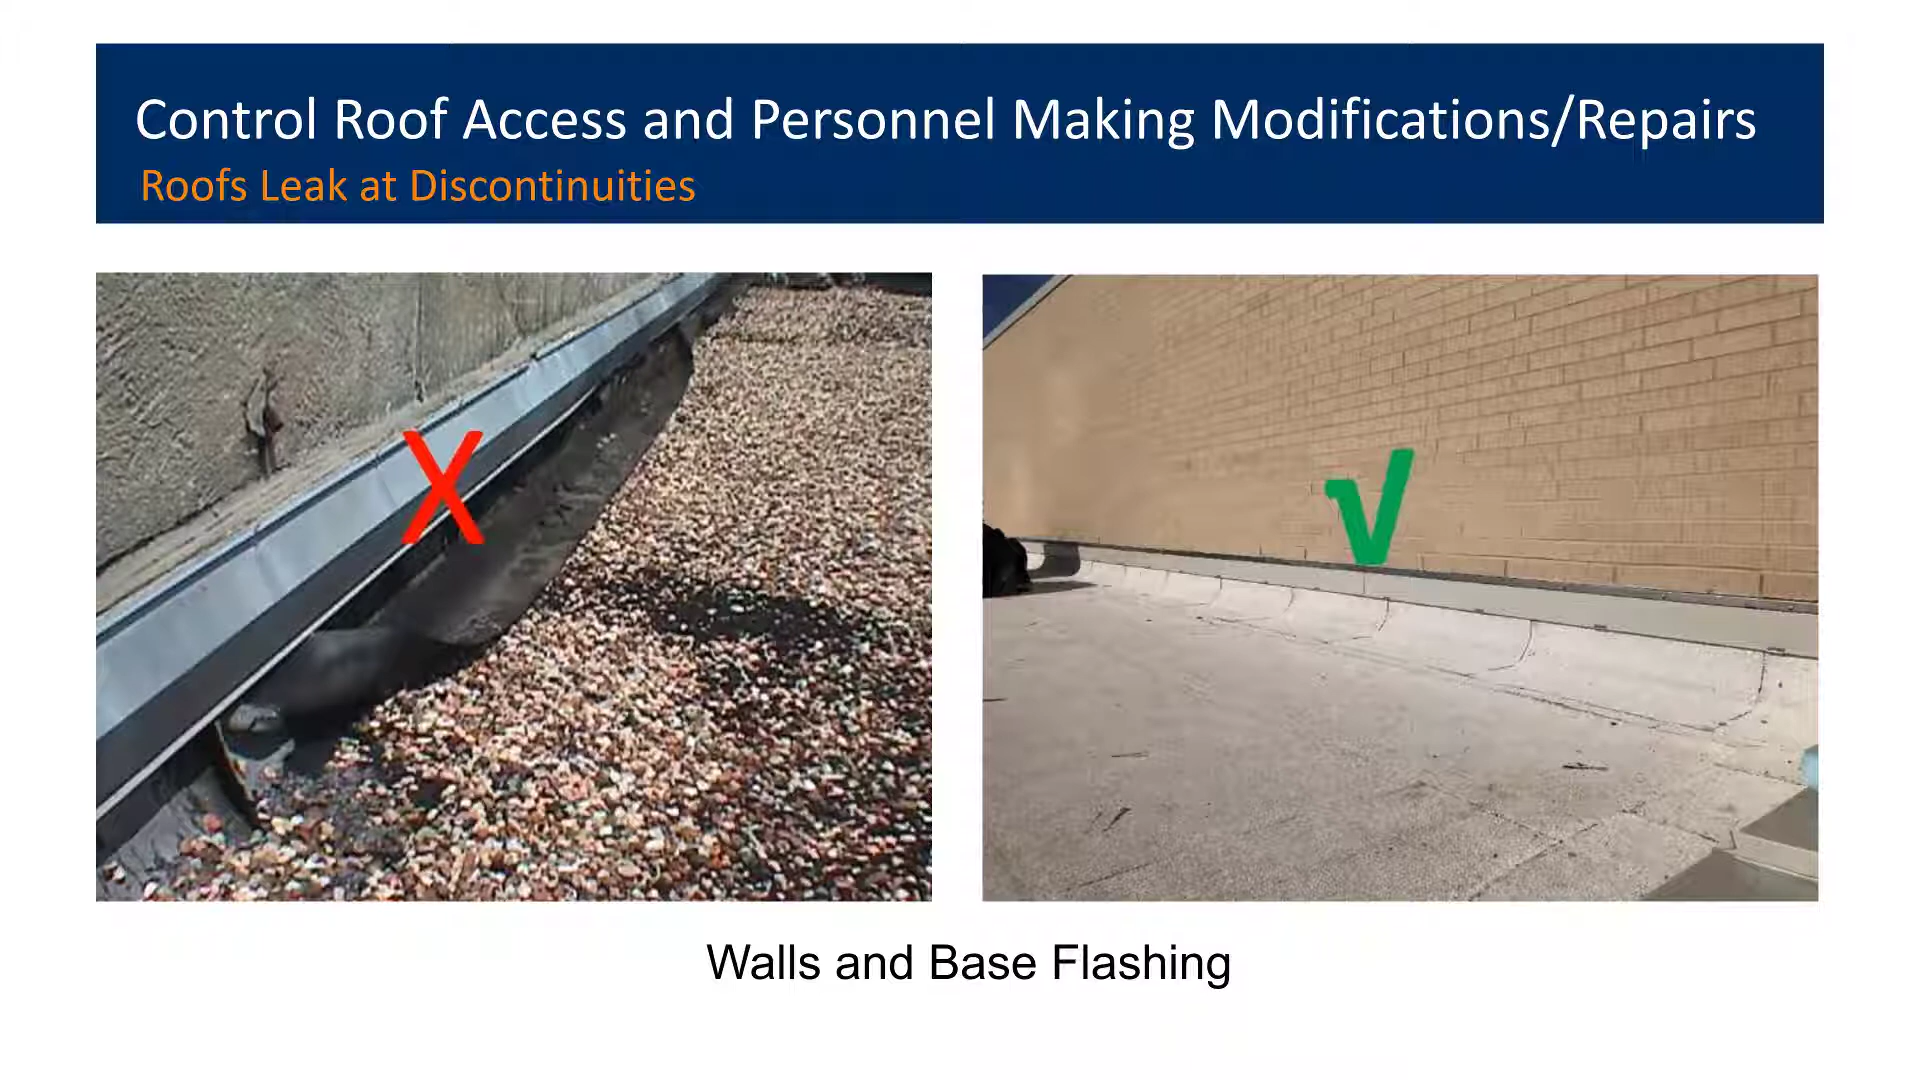 Control Roof Access and Personnel Making Modifications/Repairs
Roofs Leak at Discontinuities
X
√
Walls and Base Flashing